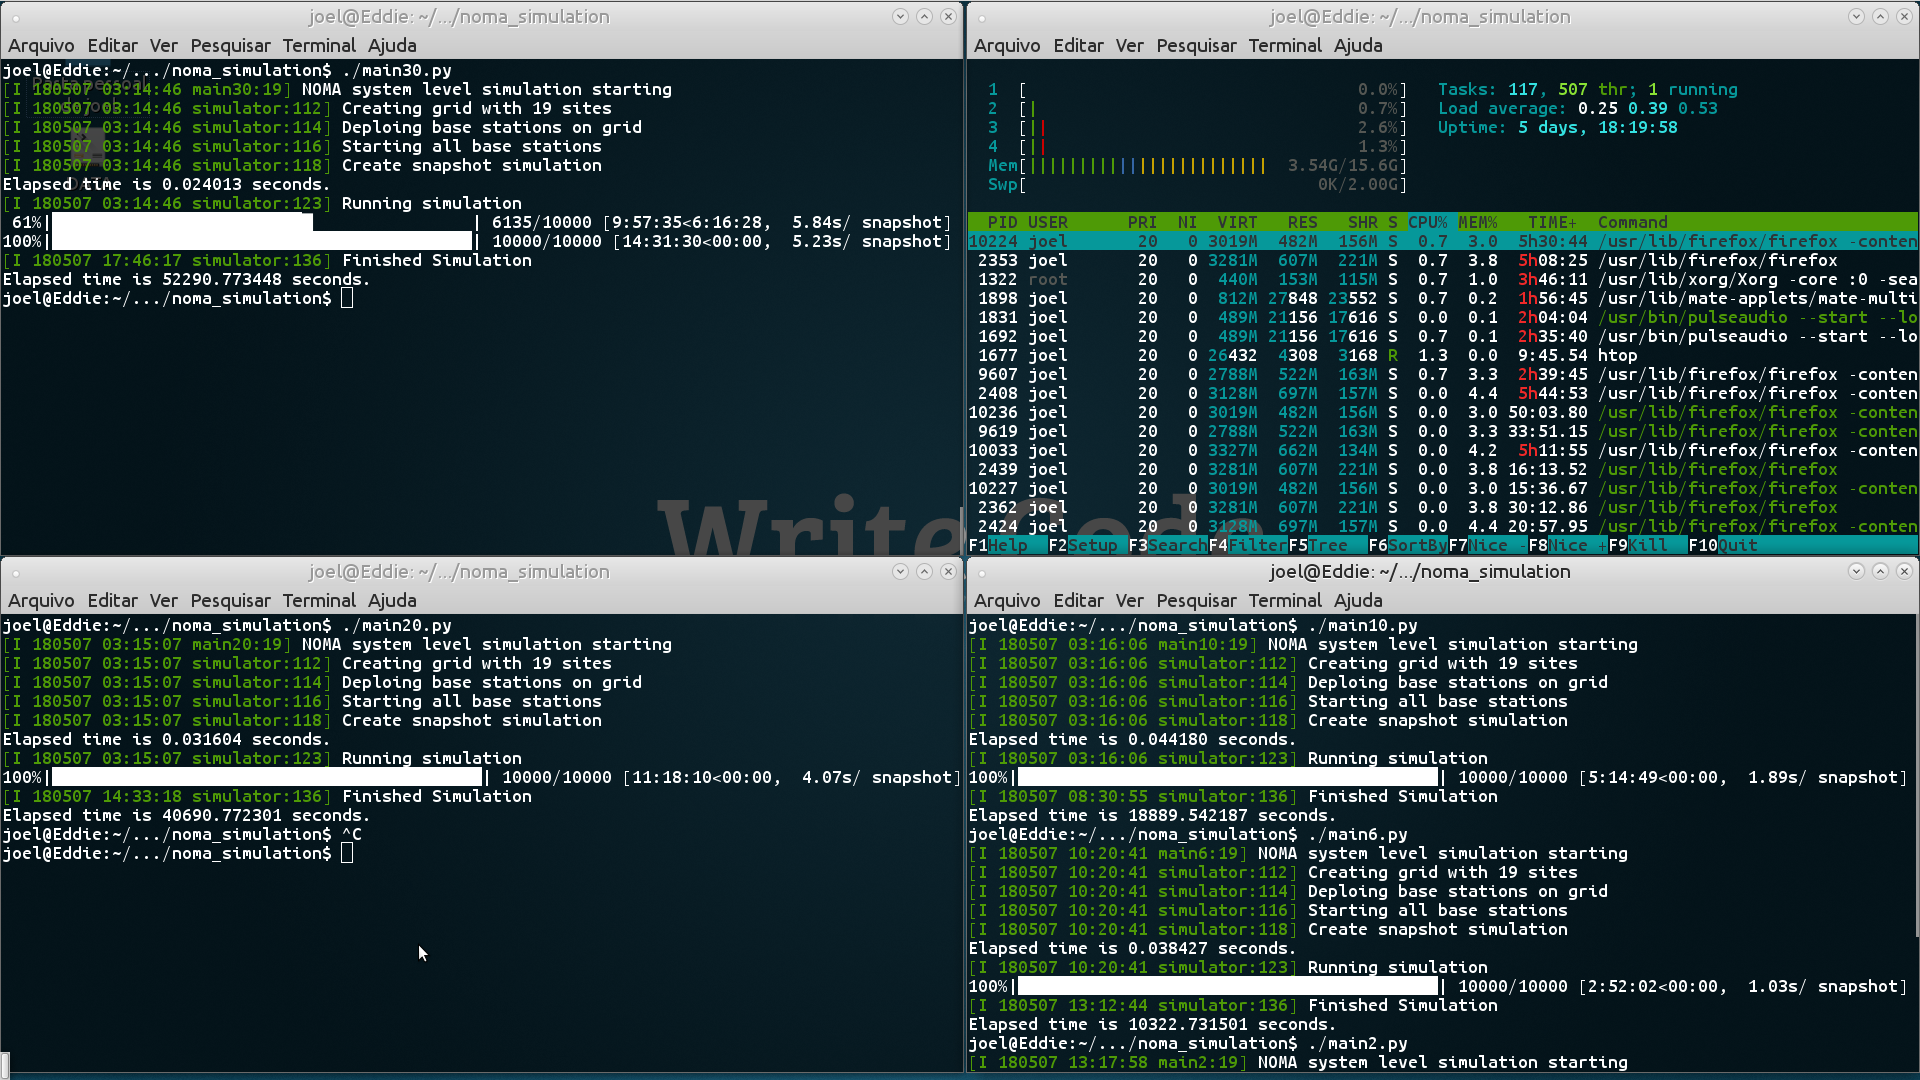 joel@Eddie: ~/.../noma_simulation
Arquivo Editar Ver Pesquisar Terminal Ajuda
joel@Eddie:~/.../noma_simulation$ ./main30.py
[I 180507 03:14:46 main30:19] NOMA system level simulation starting
[I 180507 03:14:46 simulator:112] Creating grid with 19 sites
[I 180507 03:14:46 simulator:114] Deploing base stations on grid
[I 180507 03:14:46 simulator:116] Starting all base stations
[I 180507 03:14:46 simulator:118] Create snapshot simulation
Elapsed time is 0.024013 seconds.
[I 180507 03:14:46 simulator:123] Running simulation
61%| | 6135/10000 [9:57:35<6:16:28, 5.84s/ snapshot]
100%| | 10000/10000 [14:31:30<00:00, 5.23s/ snapshot]
[I 180507 17:46:17 simulator:136] Finished Simulation
Elapsed time is 52290.773448 seconds.
joel@Eddie:~/.../noma_simulation$
joel@Eddie: ~/.../noma_simulation
Arquivo Editar Ver Pesquisar Terminal Ajuda
1 [ 0.0%] Tasks: 117, 507 thr; 1 running
2 [| 0.7%] Load average: 0.25 0.39 0.53
3 [|| 2.6%] Uptime: 5 days, 18:19:58
4 [|| 1.3%]
Mem[|||||||||||||||||||||||| 3.54G/15.6G]
Swp[ 0K/2.00G]
PID USER PRI NI VIRT RES SHR S CPU% MEM% TIME+ Command
10224 joel 20 0 3019M 482M 156M S 0.7 3.0 5h30:44 /usr/lib/firefox/firefox -conten
2353 joel 20 0 3281M 607M 221M S 0.7 3.8 5h08:25 /usr/lib/firefox/firefox
1322 root 20 0 440M 153M 115M S 0.7 1.0 3h46:11 /usr/lib/xorg/Xorg -core :0 -sea
1898 joel 20 0 812M 27848 23552 S 0.7 0.2 1h56:45 /usr/lib/mate-applets/mate-multi
1831 joel 20 0 489M 21156 17616 S 0.0 0.1 2h04:04 /usr/bin/pulseaudio --start --lo
1692 joel 20 0 489M 21156 17616 S 0.7 0.1 2h35:40 /usr/bin/pulseaudio --start --lo
1677 joel 20 0 26432 4308 3168 R 1.3 0.0 9:45.54 htop
9607 joel 20 0 2788M 522M 163M S 0.7 3.3 2h39:45 /usr/lib/firefox/firefox -conten
2408 joel 20 0 3128M 697M 157M S 0.0 4.4 5h44:53 /usr/lib/firefox/firefox -conten
10236 joel 20 0 3019M 482M 156M S 0.0 3.0 50:03.80 /usr/lib/firefox/firefox -conten
9619 joel 20 0 2788M 522M 163M S 0.0 3.3 33:51.15 /usr/lib/firefox/firefox -conten
10033 joel 20 0 3327M 662M 134M S 0.0 4.2 5h11:55 /usr/lib/firefox/firefox -conten
2439 joel 20 0 3281M 607M 221M S 0.0 3.8 16:13.52 /usr/lib/firefox/firefox
10227 joel 20 0 3019M 482M 156M S 0.0 3.0 15:36.67 /usr/lib/firefox/firefox -conten
2362 joel 20 0 3281M 607M 221M S 0.0 3.8 30:12.86 /usr/lib/firefox/firefox
2424 joel 20 0 3128M 697M 157M S 0.0 4.4 20:57.95 /usr/lib/firefox/firefox -conten
F1Help F2Setup F3SearchF4FilterF5Tree F6SortByF7Nice -F8Nice +F9Kill F10Quit
Write Code
joel@Eddie: ~/.../noma_simulation
Arquivo Editar Ver Pesquisar Terminal Ajuda
joel@Eddie:~/.../noma_simulation$ ./main20.py
[I 180507 03:15:07 main20:19] NOMA system level simulation starting
[I 180507 03:15:07 simulator:112] Creating grid with 19 sites
[I 180507 03:15:07 simulator:114] Deploing base stations on grid
[I 180507 03:15:07 simulator:116] Starting all base stations
[I 180507 03:15:07 simulator:118] Create snapshot simulation
Elapsed time is 0.031604 seconds.
[I 180507 03:15:07 simulator:123] Running simulation
100%| | 10000/10000 [11:18:10<00:00, 4.07s/ snapshot]
[I 180507 14:33:18 simulator:136] Finished Simulation
Elapsed time is 40690.772301 seconds.
joel@Eddie:~/.../noma_simulation$ ^C
joel@Eddie:~/.../noma_simulation$
joel@Eddie: ~/.../noma_simulation
Arquivo Editar Ver Pesquisar Terminal Ajuda
joel@Eddie:~/.../noma_simulation$ ./main10.py
[I 180507 03:16:06 main10:19] NOMA system level simulation starting
[I 180507 03:16:06 simulator:112] Creating grid with 19 sites
[I 180507 03:16:06 simulator:114] Deploing base stations on grid
[I 180507 03:16:06 simulator:116] Starting all base stations
[I 180507 03:16:06 simulator:118] Create snapshot simulation
Elapsed time is 0.044180 seconds.
[I 180507 03:16:06 simulator:123] Running simulation
100%| | 10000/10000 [5:14:49<00:00, 1.89s/ snapshot]
[I 180507 08:30:55 simulator:136] Finished Simulation
Elapsed time is 18889.542187 seconds.
joel@Eddie:~/.../noma_simulation$ ./main6.py
[I 180507 10:20:41 main6:19] NOMA system level simulation starting
[I 180507 10:20:41 simulator:112] Creating grid with 19 sites
[I 180507 10:20:41 simulator:114] Deploing base stations on grid
[I 180507 10:20:41 simulator:116] Starting all base stations
[I 180507 10:20:41 simulator:118] Create snapshot simulation
Elapsed time is 0.038427 seconds.
[I 180507 10:20:41 simulator:123] Running simulation
100%| | 10000/10000 [2:52:02<00:00, 1.03s/ snapshot]
[I 180507 13:12:44 simulator:136] Finished Simulation
Elapsed time is 10322.731501 seconds.
joel@Eddie:~/.../noma_simulation$ ./main2.py
[I 180507 13:17:58 main2:19] NOMA system level simulation starting